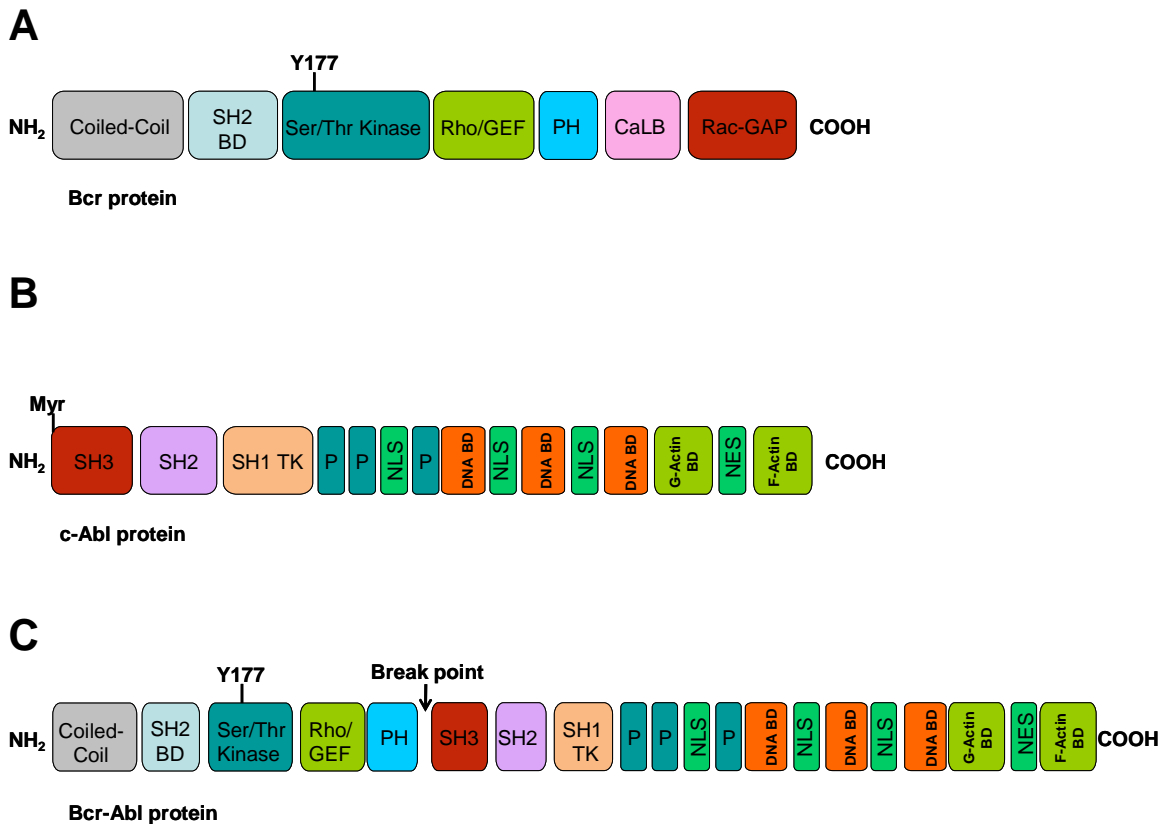 A
Y177
NH2
Coiled-Coil
SH2
BD
Ser/Thr Kinase
Rho/GEF
PH
CaLB
Rac-GAP
COOH
Bcr protein
B
Myr
NH2
SH3
SH2
SH1 TK
P
P
NLS
P
DNA BD
NLS
DNA BD
NLS
DNA BD
G-Actin
BD
NES
F-Actin
BD
COOH
c-Abl protein
C
Y177
Break point
NH2
Coiled-
Coil
SH2
BD
Ser/Thr
Kinase
Rho/
GEF
PH
SH3
SH2
SH1
TK
P
P
NLS
P
DNA BD
NLS
DNA BD
NLS
DNA BD
G-Actin
BD
NES
F-Actin
BD
COOH
Bcr-Abl protein